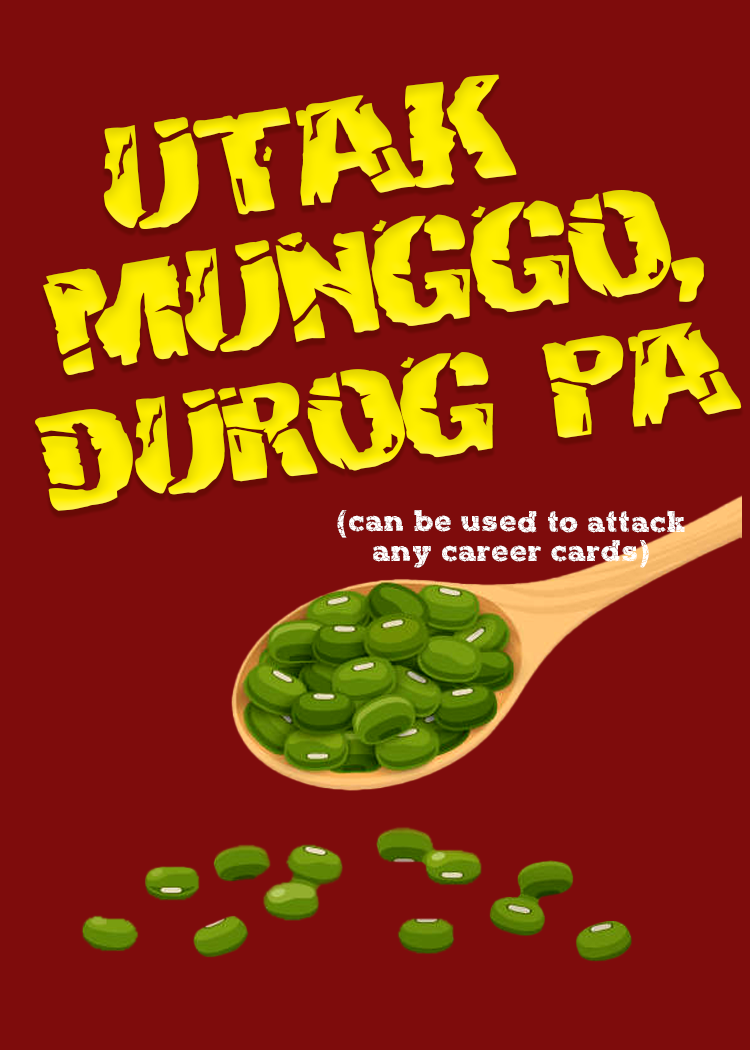 UTAK
MUNGGO,
DUROG PA
(can be used to attack
any career cards)